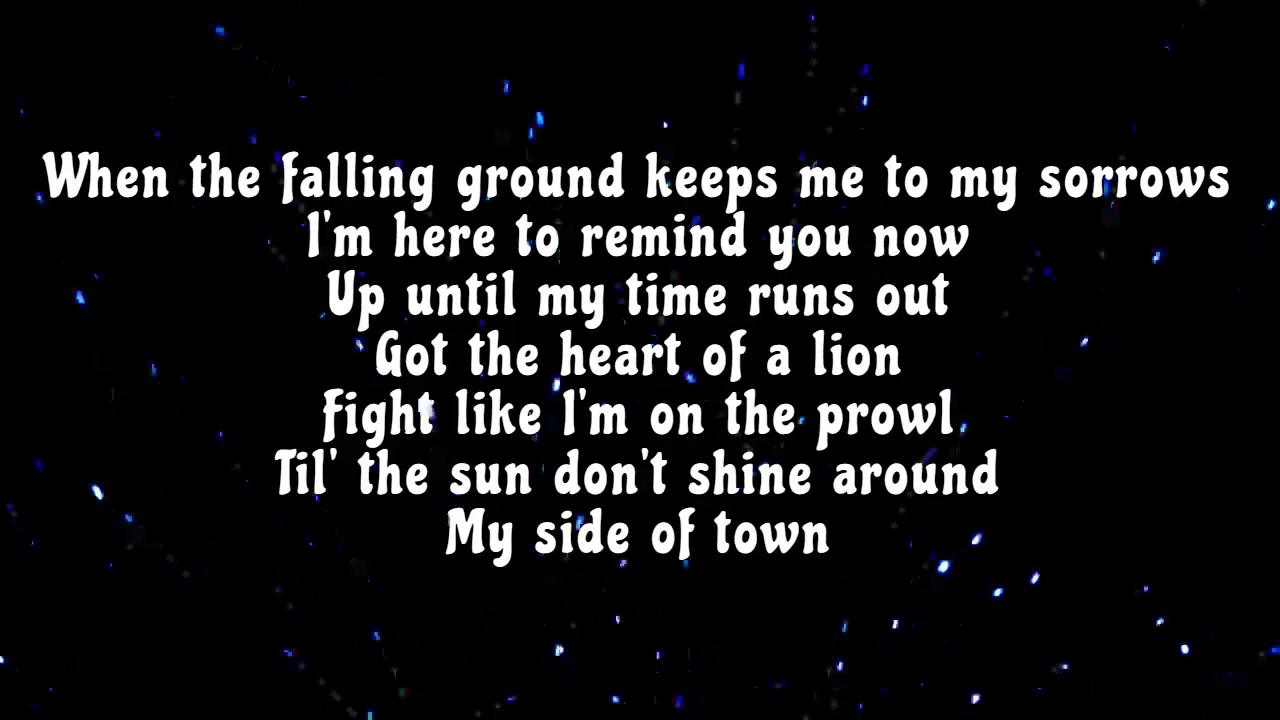 When the falling ground keeps me to my sorrows
I'm here to remind you now
Up until my time runs out
Got the heart of a lion
Fight like I'm on the prowl
Til' the sun don't shine around
My side of town